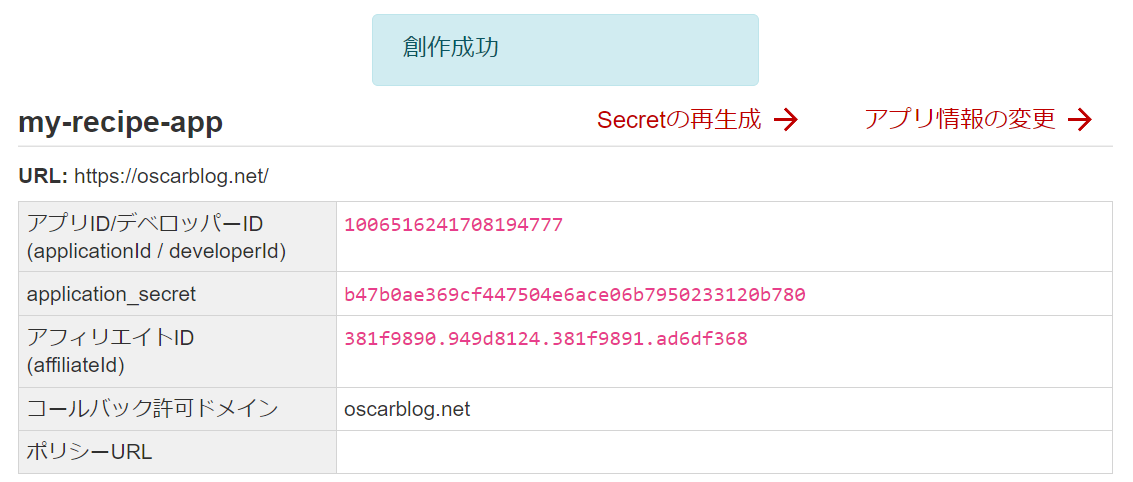 創作成功
my-recipe-app
Secretの再生成
アプリ情報の変更
URL: https://oscarblog.net/
アプリID/デベロッパーID
(applicationId / developerId)
1006516241708194777
application_secret
b47b0ae369cf447504e6ace06b7950233120b780
アフィリエイトID
(affiliateId)
381f9890.949d8124.381f9891.ad6df368
コールバック許可ドメイン
oscarblog.net
ポリシーURL